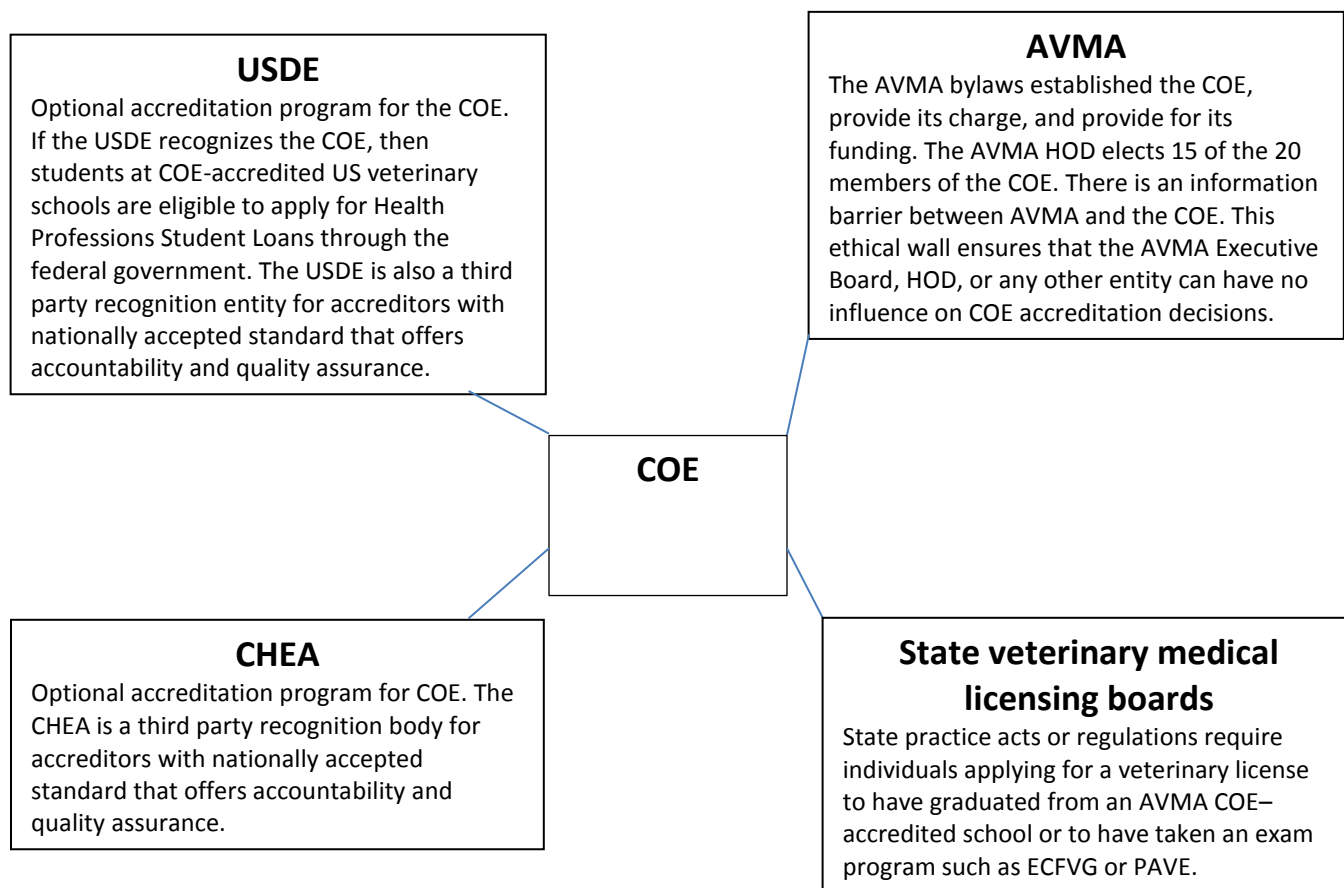 USDE
Optional accreditation program for the COE.
If the USDE recognizes the COE, then
students at COE-accredited US veterinary
schools are eligible to apply for Health
Professions Student Loans through the
federal government. The USDE is also a third
party recognition entity for accreditors with
nationally accepted standard that offers
accountability and quality assurance.
AVMA
The AVMA bylaws established the COE,
provide its charge, and provide for its
funding. The AVMA HOD elects 15 of the 20
members of the COE. There is an information
barrier between AVMA and the COE. This
ethical wall ensures that the AVMA Executive
Board, HOD, or any other entity can have no
influence on COE accreditation decisions.
COE
CHEA
Optional accreditation program for COE. The
CHEA is a third party recognition body for
accreditors with nationally accepted
standard that offers accountability and
quality assurance.
State veterinary medical
licensing boards
State practice acts or regulations require
individuals applying for a veterinary license
to have graduated from an AVMA COE–
accredited school or to have taken an exam
program such as ECFVG or PAVE.